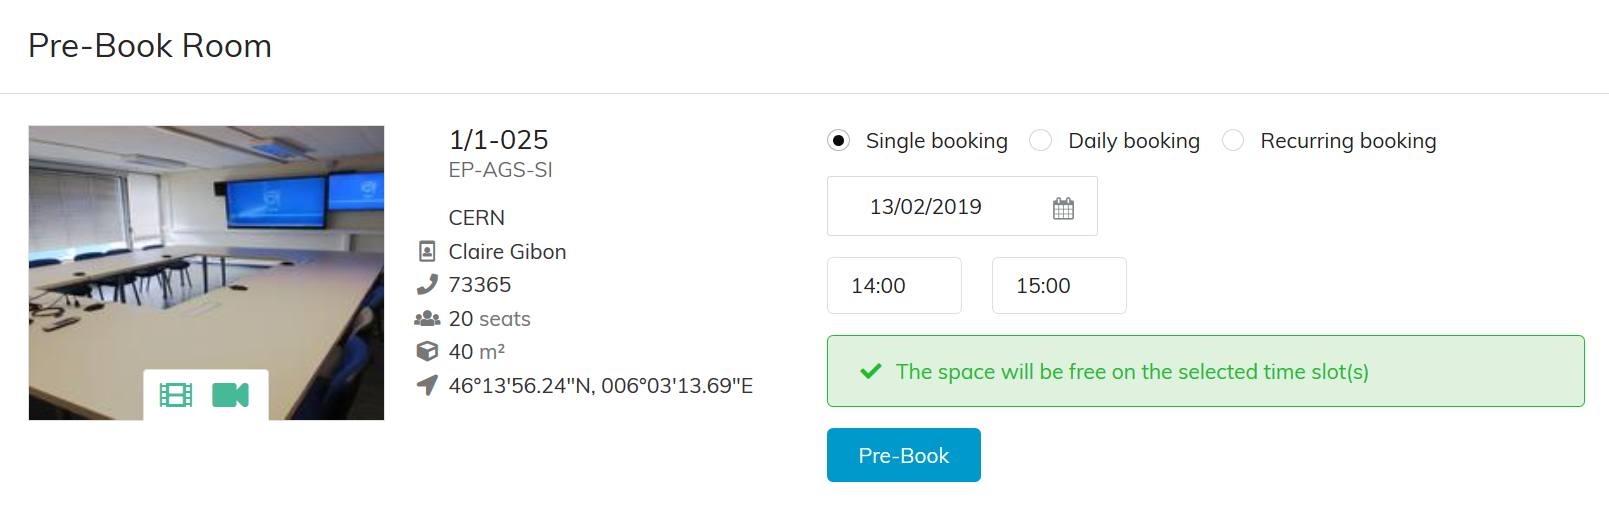 Pre-Book Room
1/1-025
EP-AGS-SI
CERN
Claire Gibon
73365
20 seats
40 m²
46°13'56.24"N, 006°03'13.69"E
Single booking Daily booking Recurring booking
13/02/2019
14:00 15:00
The space will be free on the selected time slot(s)
Pre-Book